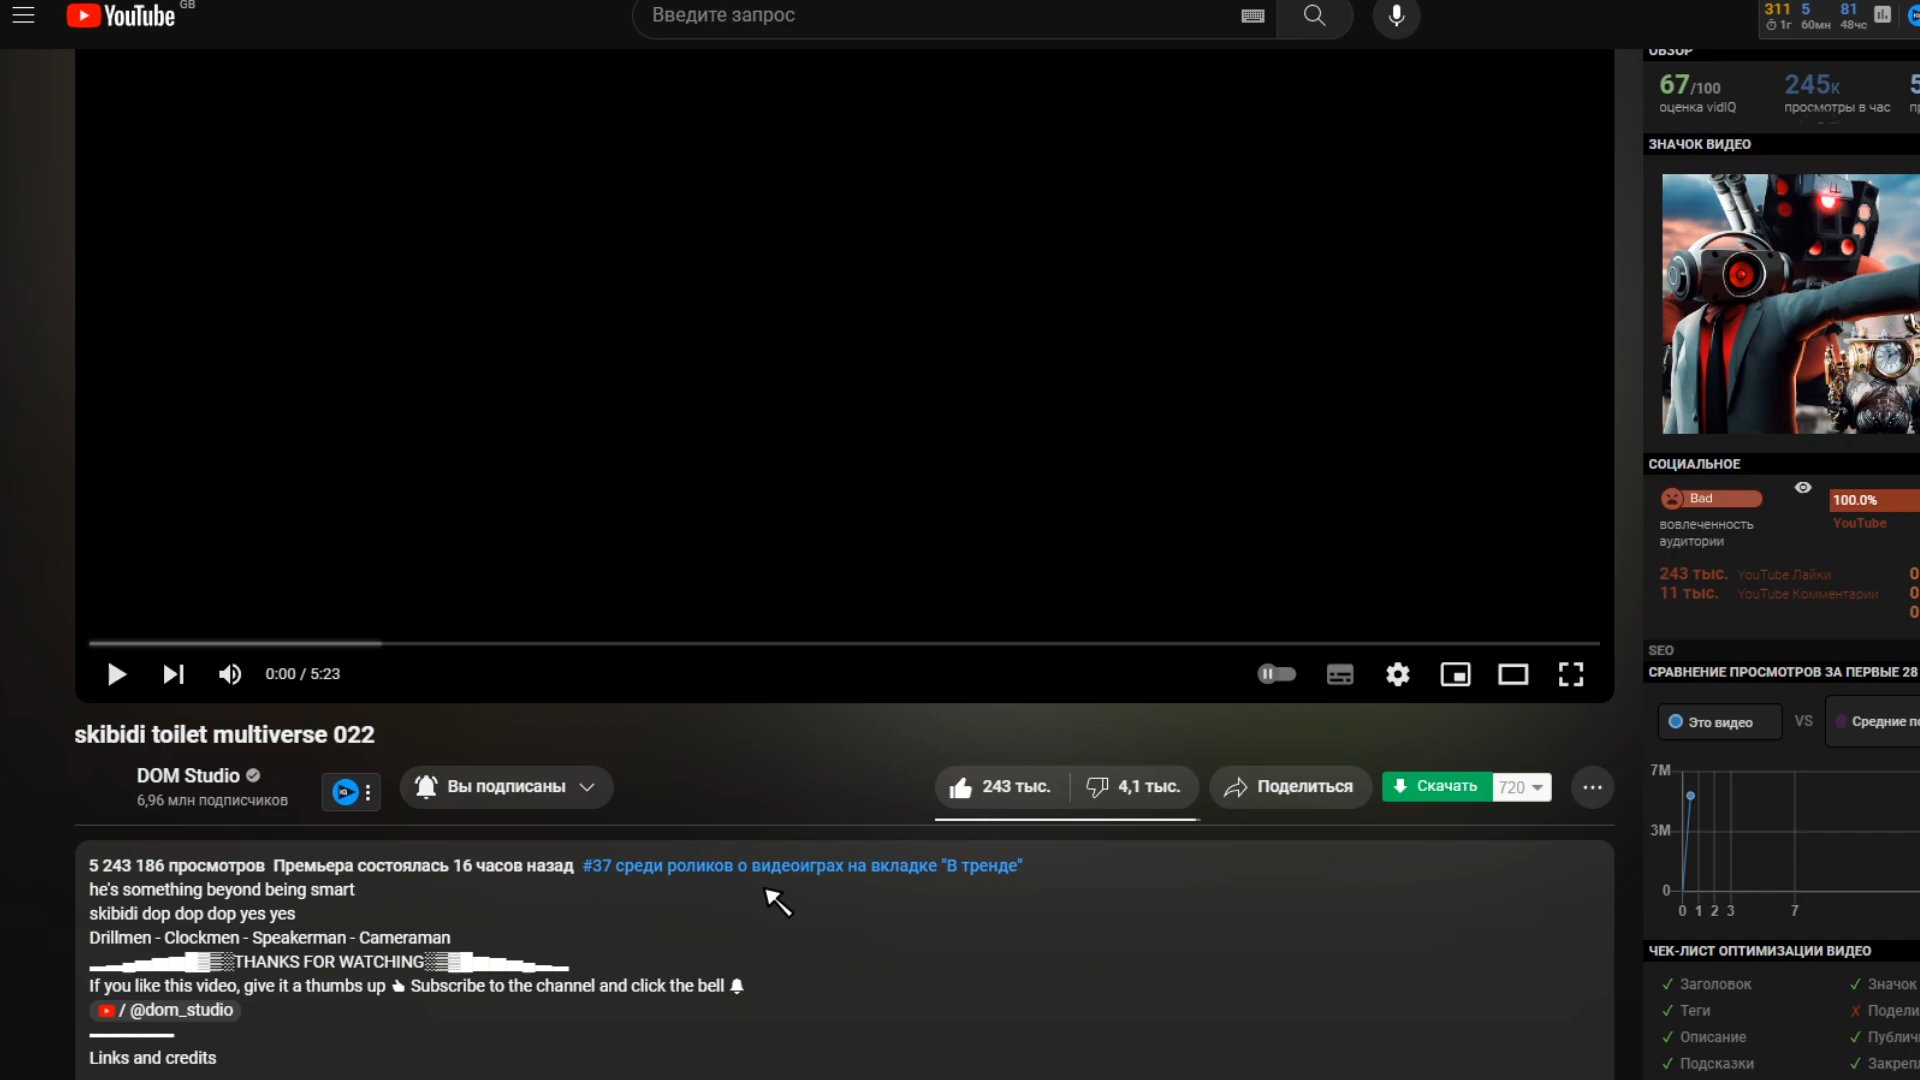 YouTube GB
Введите запрос
311 5 81
1г 60мн 48чс
ОБЗОР
67/100 245к
оценка vidIQ просмотры в час
ЗНАЧОК ВИДЕО
СОЦИАЛЬНОЕ
Bad 100.0%
вовлеченность YouTube
аудитории
243 тыс. YouTube Лайки 0
11 тыс. YouTube Комментарии 0
0
SEO
СРАВНЕНИЕ ПРОСМОТРОВ ЗА ПЕРВЫЕ 28
Это видео VS Средние
7M
3M
0
0 1 2 3 7
ЧЕК-ЛИСТ ОПТИМИЗАЦИИ ВИДЕО
✓ Заголовок ✓ Значок
✓ Теги ✗
✓ Описание ✓
✓ Подсказки ✓
0:00 / 5:23
skibidi toilet multiverse 022
DOM Studio
6,96 млн подписчиков
Вы подписаны
243 тыс. 4,1 тыс. Поделиться Скачать 720
5 243 186 просмотров Премьера состоялась 16 часов назад #37 среди роликов о видеоиграх на вкладке "В тренде"
he's something beyond being smart
skibidi dop dop dop yes yes
Drillmen - Clockmen - Speakerman - Cameraman
THANKS FOR WATCHING
If you like this video, give it a thumbs up Subscribe to the channel and click the bell
/ @dom_studio
Links and credits